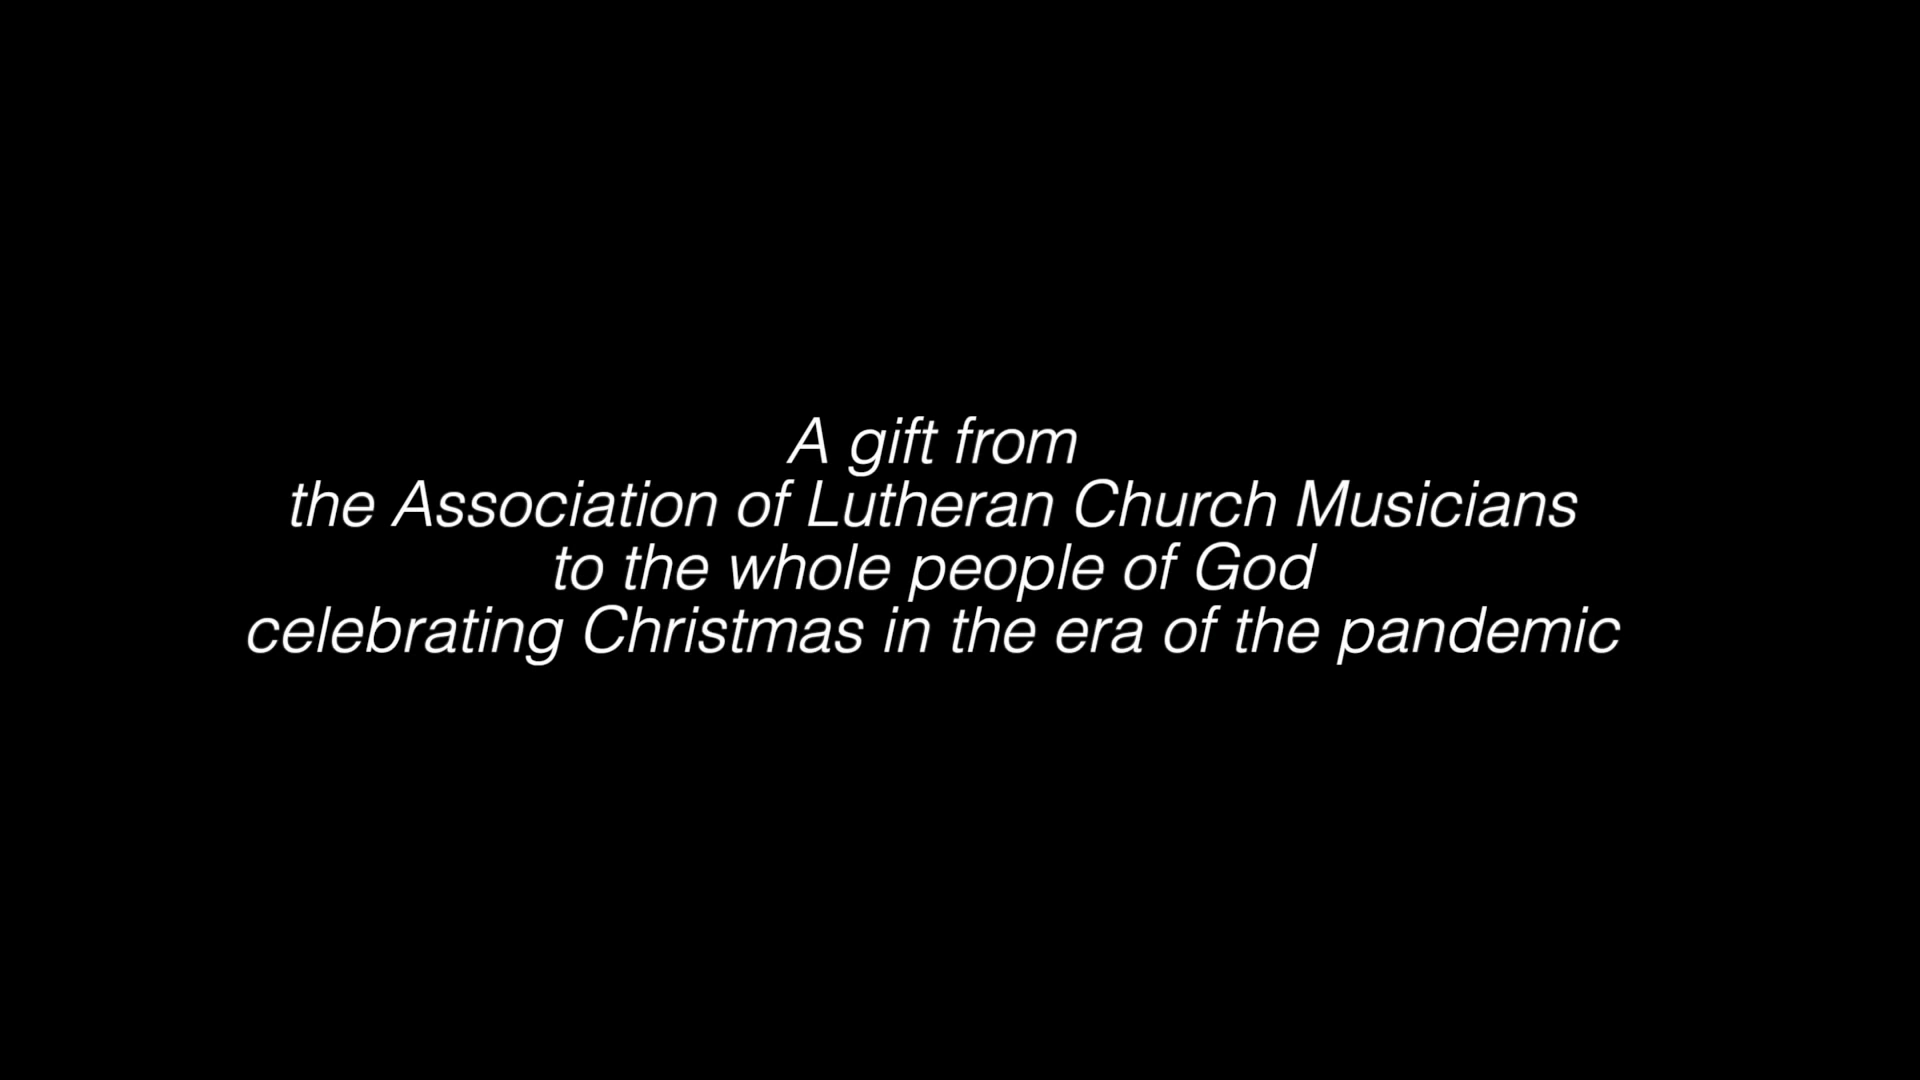 A gift from
the Association of Lutheran Church Musicians
to the whole people of God
celebrating Christmas in the era of the pandemic